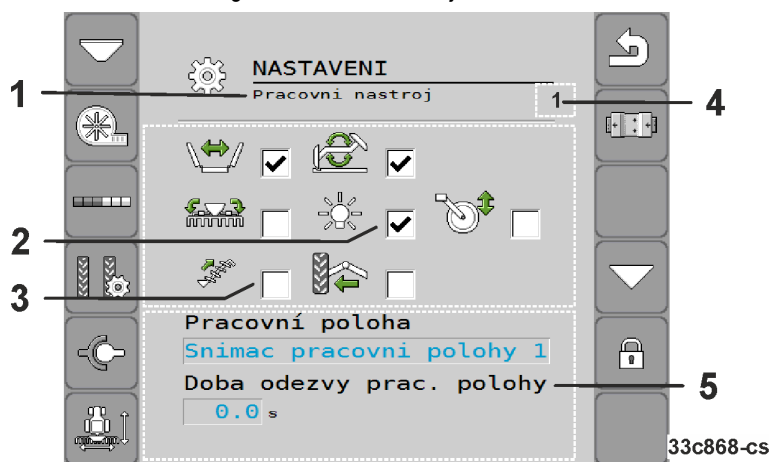 NASTAVENI
Pracovni nastroj
1
1
4
2
3
Pracovní poloha
Snimac pracovni polohy 1
Doba odezvy prac. polohy
5
0.0 s
33c868-cs